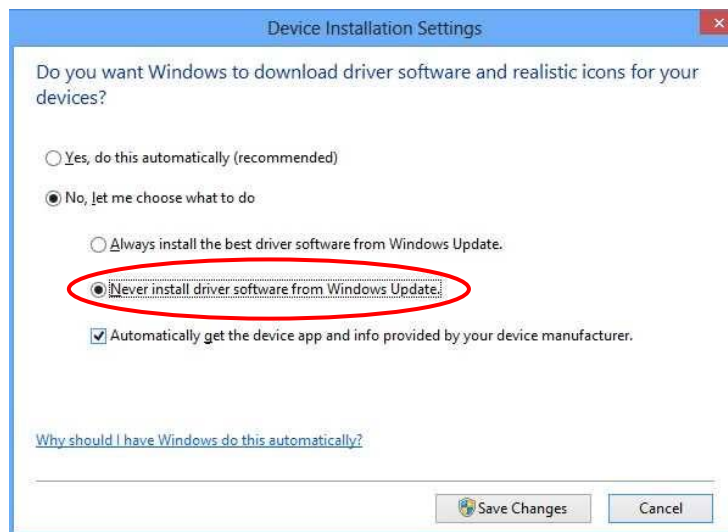 Device Installation Settings
Do you want Windows to download driver software and realistic icons for your
devices?
Yes, do this automatically (recommended)
No, let me choose what to do
Always install the best driver software from Windows Update.
Never install driver software from Windows Update.
Automatically get the device app and info provided by your device manufacturer.
Why should I have Windows do this automatically?
Save Changes
Cancel